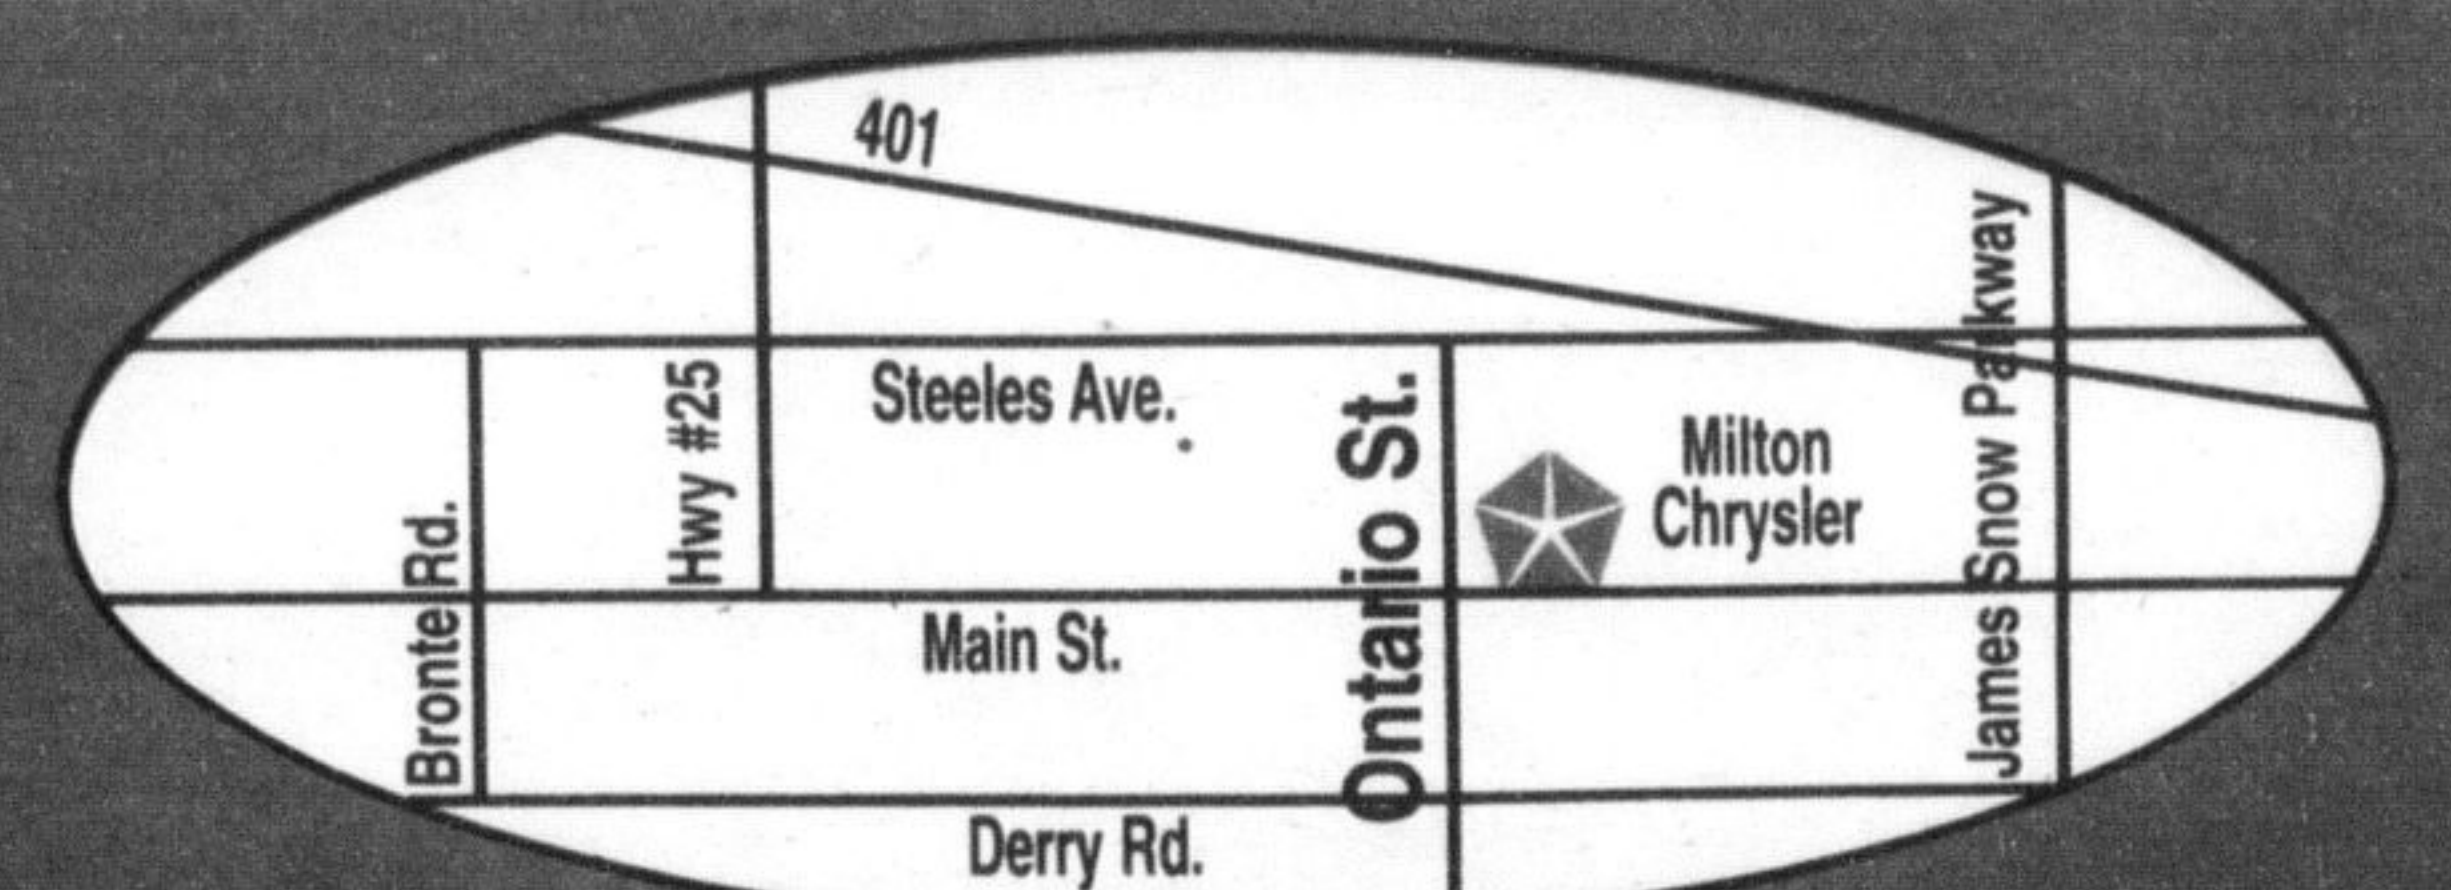 401
James Snow Parkway
Hwy #25
Steeles Ave.
Ontario St.
Milton
Chrysler
Bronte Rd.
Main St.
Derry Rd.